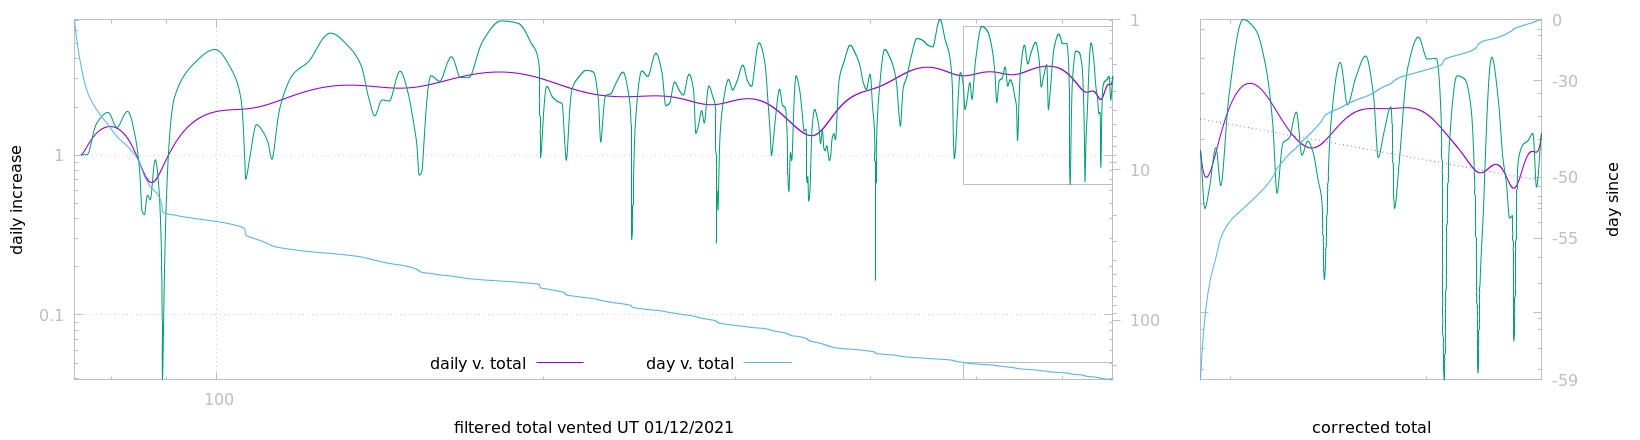 1
0
-30
1
10
-50
daily increase
day since
-55
0.1
100
daily v. total
day v. total
-59
100
filtered total vented UT 01/12/2021
corrected total